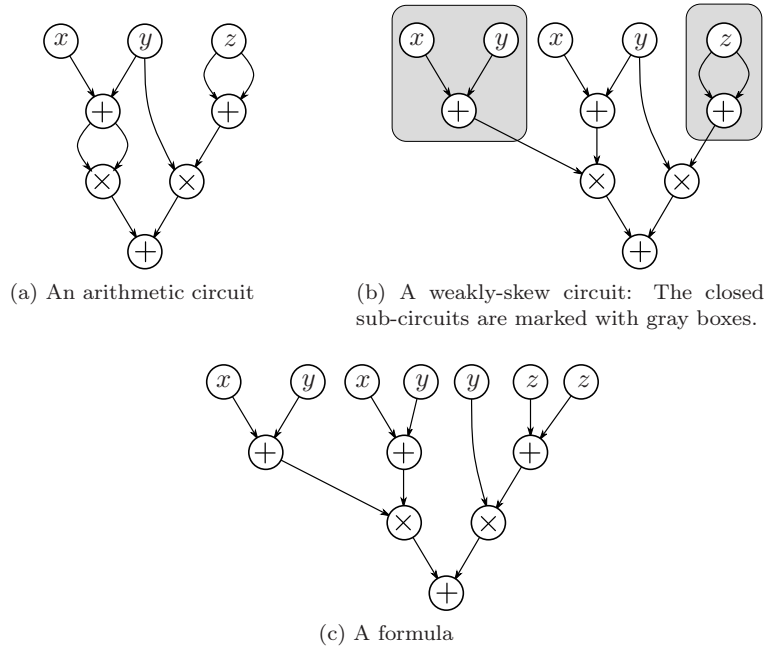 x y z
+ +
× ×
+
(a) An arithmetic circuit
x y x y z
+ + +
× ×
+
(b) A weakly-skew circuit: The closed
sub-circuits are marked with gray boxes.
x y x y y z z
+ + +
× ×
+
(c) A formula